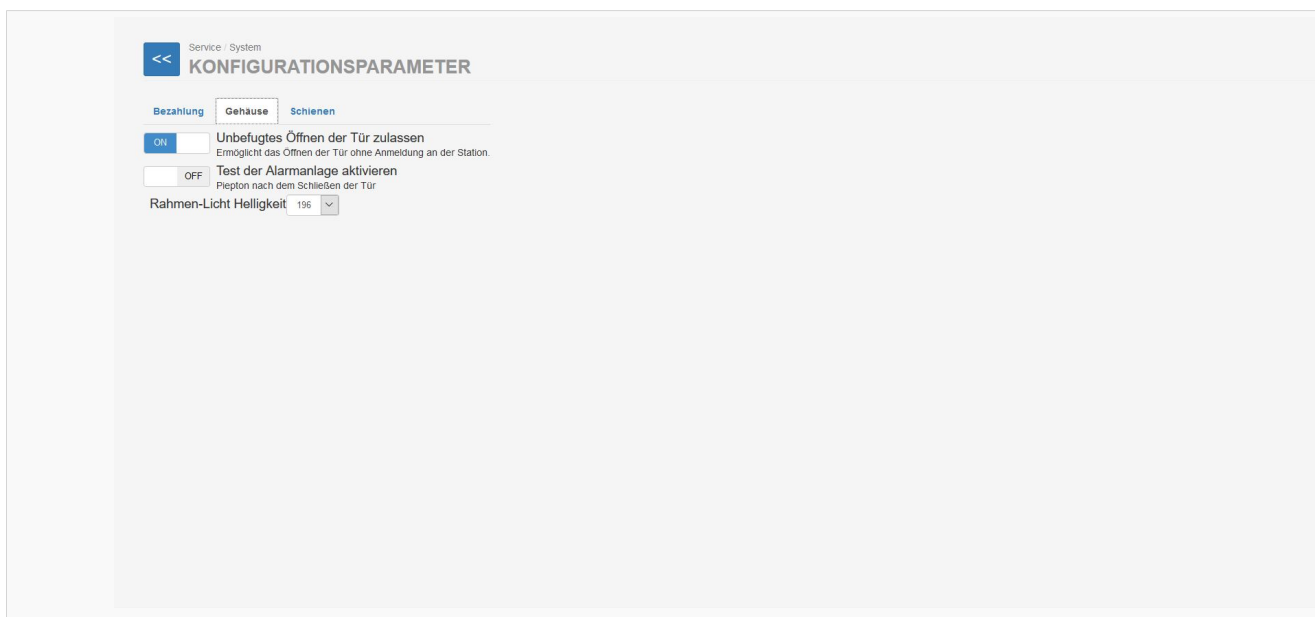 <<
Service / System
KONFIGURATIONSPARAMETER
Bezahlung Gehäuse Schienen
ON
Unbefugtes Öffnen der Tür zulassen
Ermöglicht das Öffnen der Tür ohne Anmeldung an der Station.
OFF
Test der Alarmanlage aktivieren
Piepton nach dem Schließen der Tür
Rahmen-Licht Helligkeit 196